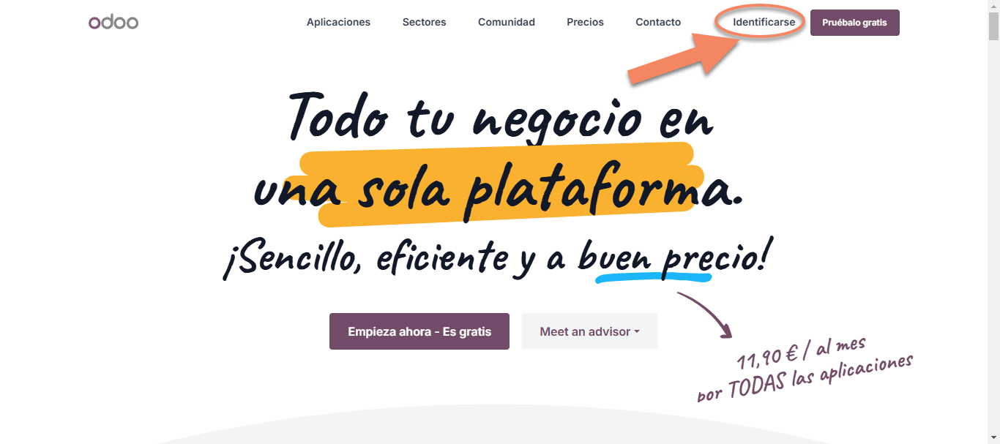 odoo Aplicaciones Sectores Comunidad Precios Contacto Identificarse Pruébalo gratis
Todo tu negocio en
una sola plataforma.
¡Sencillo, eficiente y a buen precio!
Empieza ahora - Es gratis Meet an advisor
11,90 € / al mes
por TODAS las aplicaciones